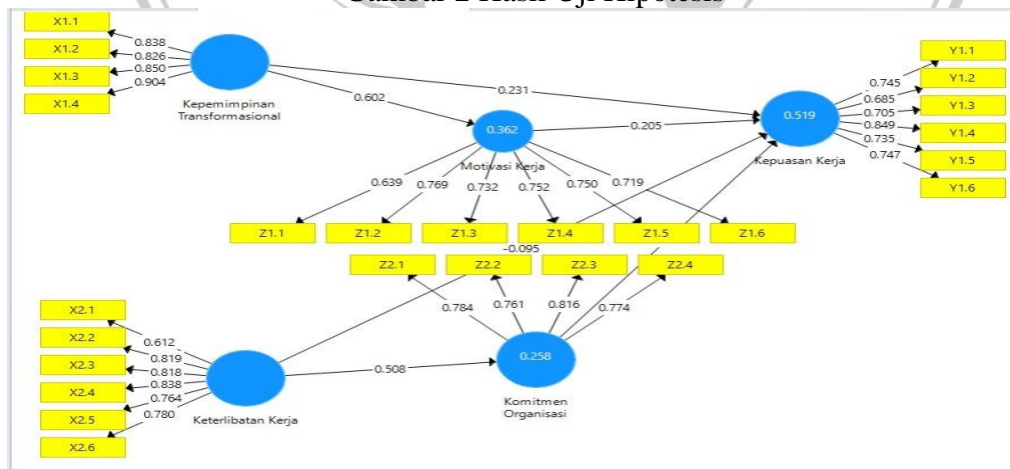 Gambar 2 Hasil Uji Hipotesis
X1.1
X1.2
X1.3
X1.4
0.838
0.826
0.850
0.904
Kepemimpinan
Transformasional
0.602
0.231
0.362
Motivasi Kerja
0.205
0.519
Kepuasan Kerja
0.745
0.685
0.705
0.849
0.735
0.747
Y1.1
Y1.2
Y1.3
Y1.4
Y1.5
Y1.6
0.639
0.769
0.732
0.752
0.750
0.719
Z1.1
Z1.2
Z1.3
Z1.4
Z1.5
Z1.6
-0.095
Z2.1
Z2.2
Z2.3
Z2.4
0.784
0.761
0.816
0.774
0.258
Komitmen
Organisasi
X2.1
X2.2
X2.3
X2.4
X2.5
X2.6
0.612
0.819
0.818
0.838
0.764
0.780
Keterlibatan Kerja
0.508